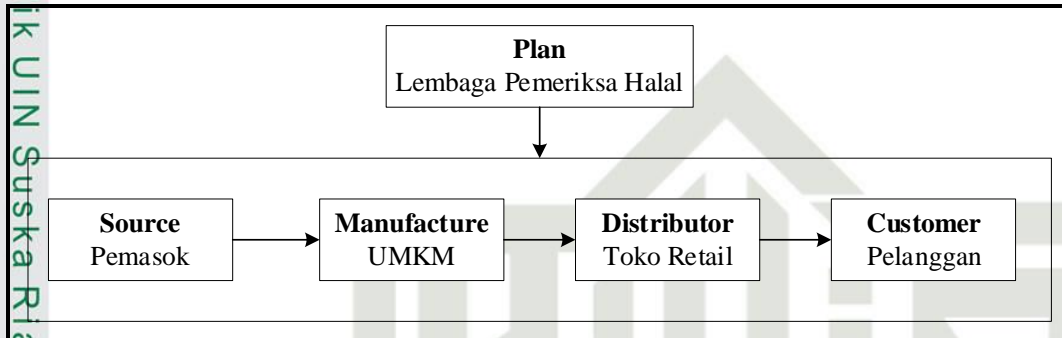 ik UIN Suska Ria
Plan
Lembaga Pemeriksa Halal
Source
Pemasok
Manufacture
UMKM
Distributor
Toko Retail
Customer
Pelanggan